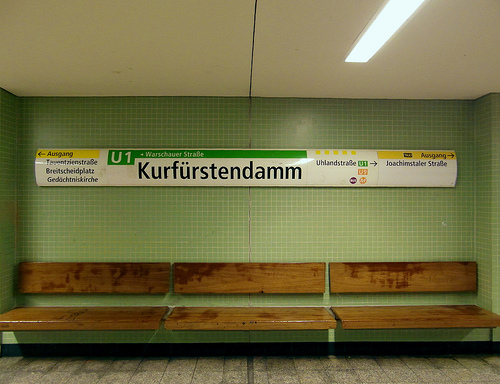 ← Ausgang
Tauentzienstraße
Breitscheidplatz
Gedächtniskirche
U1 • Warschauer Straße
Kurfürstendamm
Uhlandstraße U1 →
U9
Ausgang →
Joachimstaler Straße